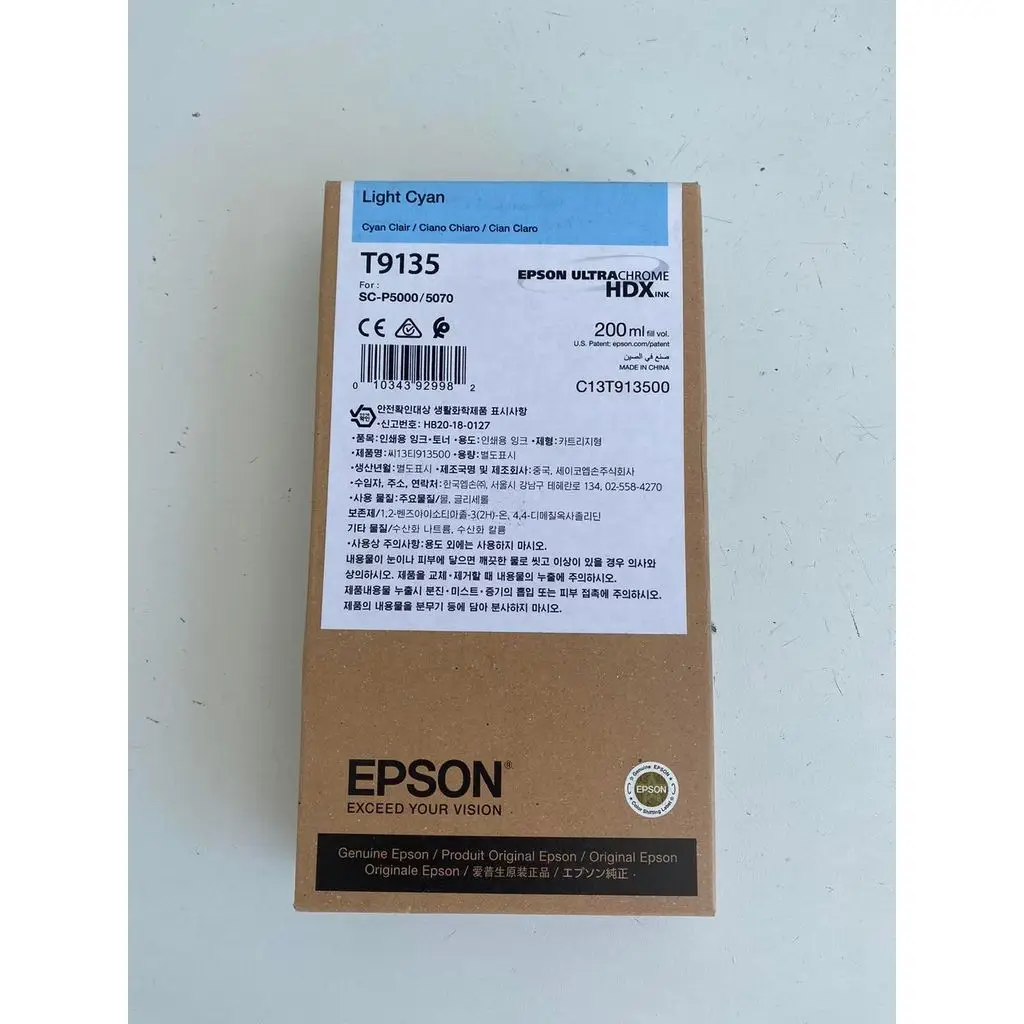 Light Cyan
Cyan Clair / Ciano Chiaro / Cian Claro
T9135
For :
SC-P5000/5070
EPSON ULTRACHROME
HDX INK
200 ml fill vol.
U.S. Patent: epson.com/patent
صنع في الصين
MADE IN CHINA
C13T913500
0 10343 92998 2
안전확인대상 생활화학제품 표시사항
•신고번호: HB20-18-0127
•품목: 인쇄용 잉크•토너 •용도: 인쇄용 잉크 •제형: 카트리지형
•제품명: 씨13티913500 •용량: 별도표시
•생산년월: 별도표시 •제조국명 및 제조회사: 중국, 세이코엡손주식회사
•수입자, 주소, 연락처: 한국엡손㈜, 서울시 강남구 테헤란로 134, 02-558-4270
•사용 물질: 주요물질/물, 글리세롤
보존제/1,2-벤즈아이소티아졸-3(2H)-온, 4,4-디메질옥사졸리딘
기타 물질/수산화 나트륨, 수산화 칼륨
•사용상 주의사항: 용도 외에는 사용하지 마시오.
내용물이 눈이나 피부에 닿으면 깨끗한 물로 씻고 이상이 있을 경우 의사와
상의하시오. 제품을 교체•제거할 때 내용물의 누출에 주의하시오.
제품내용물 누출시 분진•미스트•증기의 흡입 또는 피부 접촉에 주의하시오.
제품의 내용물을 분무기 등에 담아 분사하지 마시오.
EPSON®
EXCEED YOUR VISION
Genuine EPSON
EPSON
Color Shifting Label
Genuine Epson / Produit Original Epson / Original Epson
Originale Epson / 爱普生原装正品 / エプソン純正